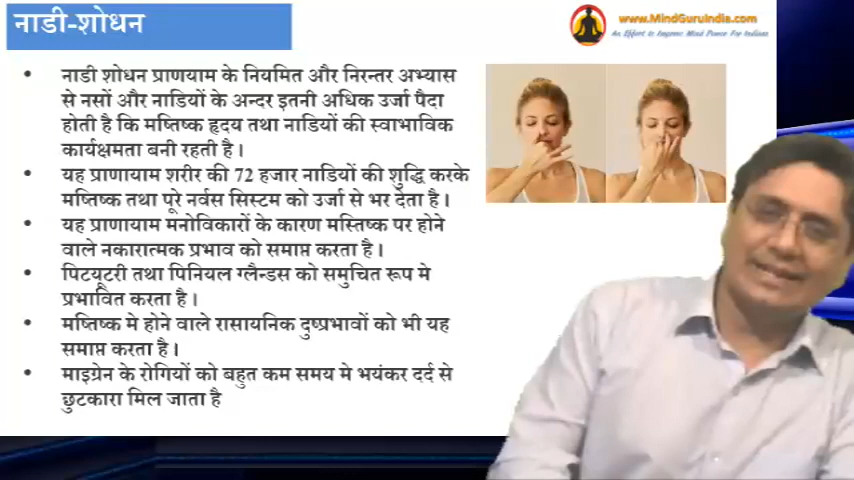 नाडी-शोधन
www.MindGuruIndia.com
An Effort to Improve Mind Power For Indians
नाडी शोधन प्राणयाम के नियमित और निरन्तर अभ्यास
से नसों और नाडियों के अन्दर इतनी अधिक उर्जा पैदा
होती है कि मष्तिष्क हृदय तथा नाडियों की स्वाभाविक
कार्यक्षमता बनी रहती है।
यह प्राणायाम शरीर की 72 हजार नाडियों की शुद्धि करके
मष्तिष्क तथा पूरे नर्वस सिस्टम को उर्जा से भर देता है।
यह प्राणायाम मनोविकारों के कारण मस्तिष्क पर होने
वाले नकारात्मक प्रभाव को समाप्त करता है।
पिटयूटरी तथा पिनियल ग्लैन्डस को समुचित रूप मे
प्रभावित करता है।
मष्तिष्क मे होने वाले रासायनिक दुष्प्रभावों को भी यह
समाप्त करता है।
माइग्रेन के रोगियों को बहुत कम समय मे भयंकर दर्द से
छुटकारा मिल जाता है